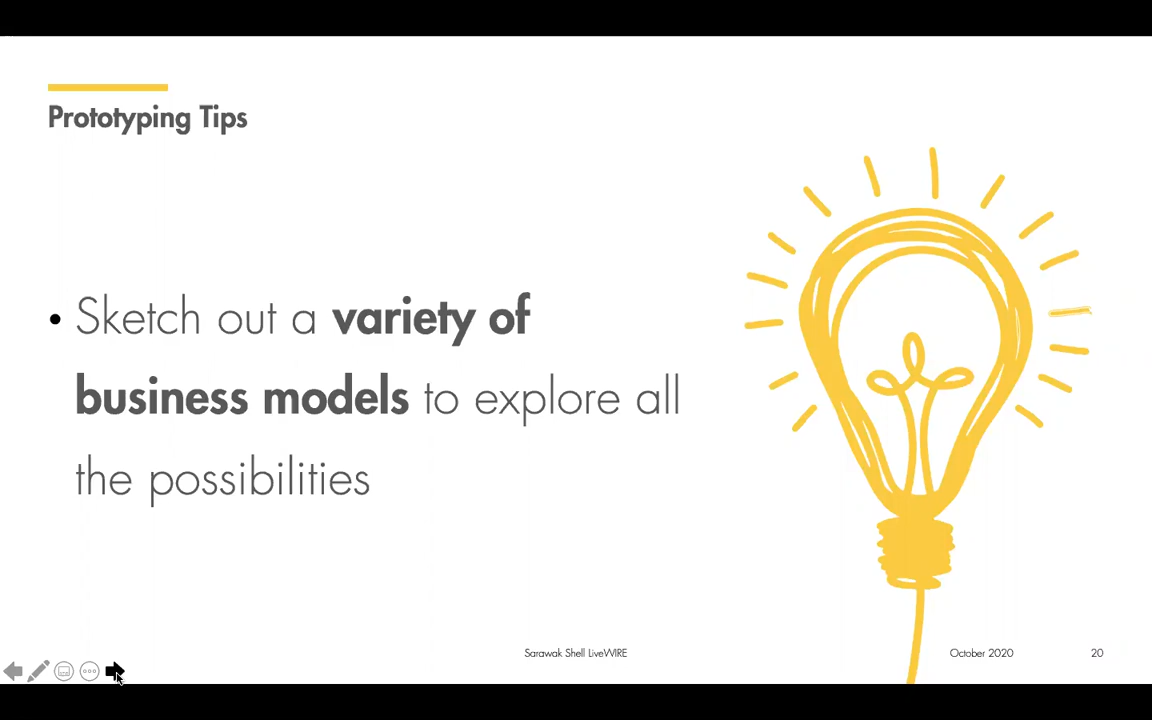 Prototyping Tips
• Sketch out a variety of
business models to explore all
the possibilities
Sarawak Shell LiveWIRE
October 2020
20